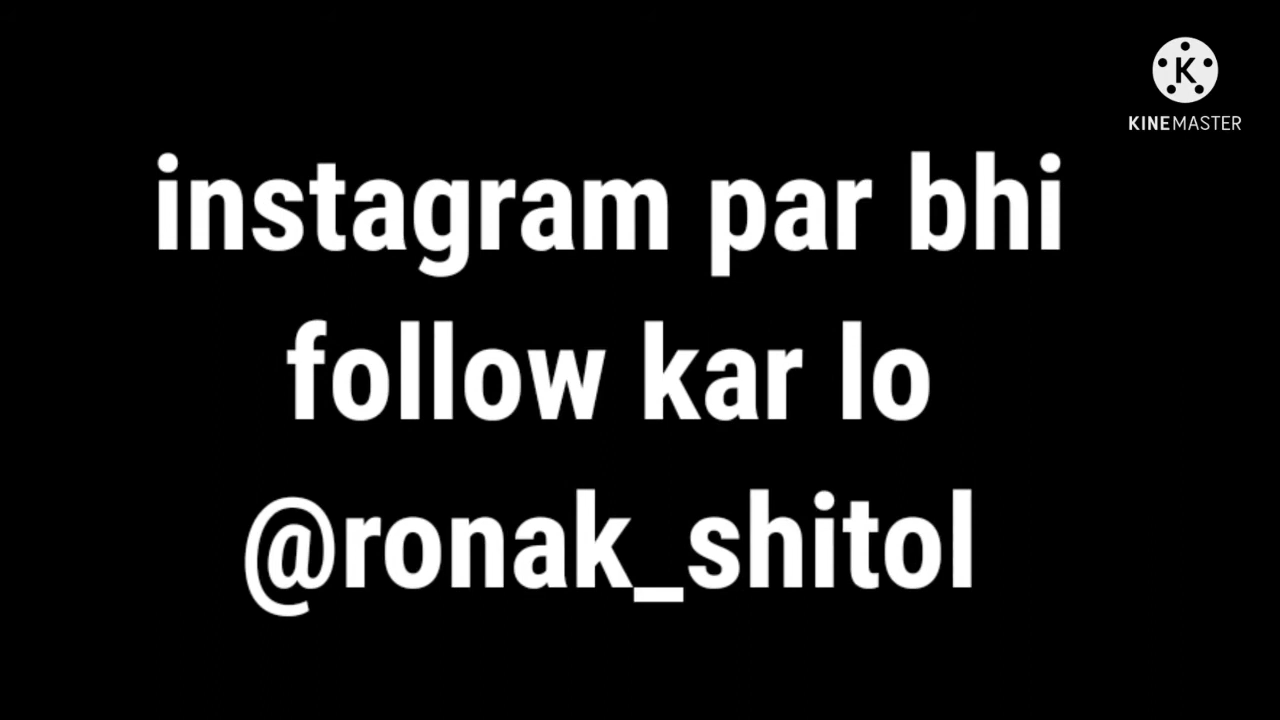 K
KINEMASTER
instagram par bhi
follow kar lo
@ronak_shitol